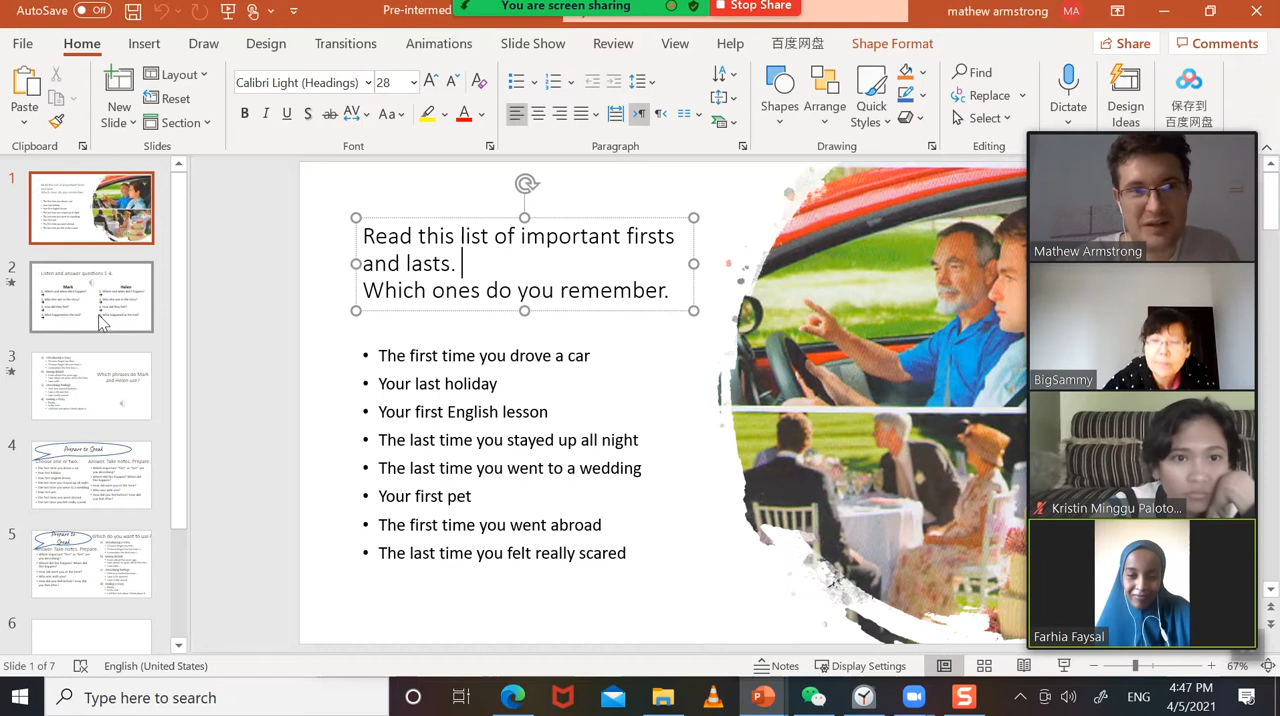 AutoSave Off
Pre-intermed
You are screen sharing
Stop Share
mathew armstrong MA
File Home Insert Draw Design Transitions Animations Slide Show Review View Help 百度网盘 Shape Format Share Comments
Paste
New
Slide
Layout
Reset
Section
Calibri Light (Headings) 28
Shapes
Arrange
Quick
Styles
Find
Replace
Select
Dictate
Design
Ideas
保存到
百度网盘
Clipboard Slides Font Paragraph Drawing Editing
1
2
Listen and answer questions 1-4.
Mark Helen
3
Which phrases do Mark
and Helen use?
4
Prepare to Speak
5
Prepare to
Speak
6
Read this list of important firsts
and lasts.
Which ones do you remember.
• The first time you drove a car
• Your last holiday
• Your first English lesson
• The last time you stayed up all night
• The last time you went to a wedding
• Your first pet
• The first time you went abroad
• The last time you felt really scared
Mathew Armstrong
BigSammy
Kristin Minggu Paloto...
Farhia Faysal
Slide 1 of 7 English (United States) Notes Display Settings 67%
Type here to search
ENG
4:47 PM
4/5/2021